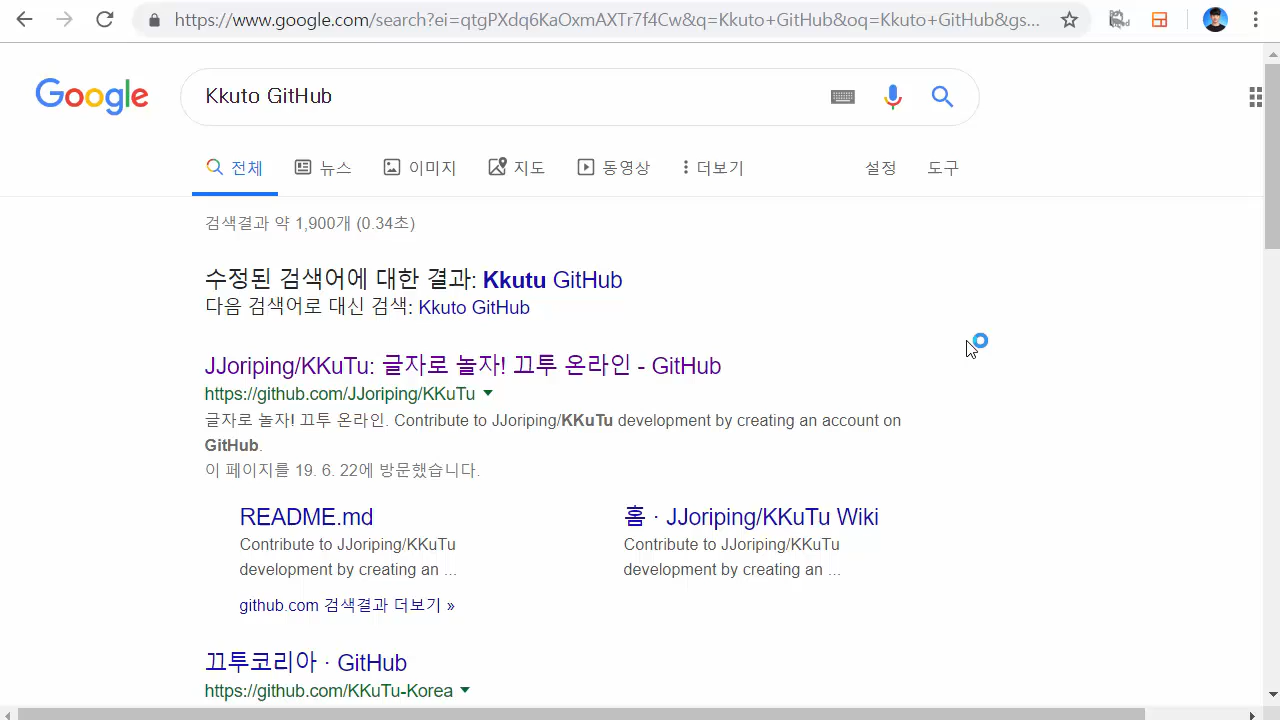 https://www.google.com/search?ei=qtgPXdq6KaOxmAXTr7f4Cw&q=Kkuto+GitHub&oq=Kkuto+GitHub&gs...
Google
Kkuto GitHub
전체 뉴스 이미지 지도 동영상 더보기 설정 도구
검색결과 약 1,900개 (0.34초)
수정된 검색어에 대한 결과: Kkutu GitHub
다음 검색어로 대신 검색: Kkuto GitHub
JJoriping/KKuTu: 글자로 놀자! 끄투 온라인 - GitHub
https://github.com/JJoriping/KKuTu
글자로 놀자! 끄투 온라인. Contribute to JJoriping/KKuTu development by creating an account on
GitHub.
이 페이지를 19. 6. 22에 방문했습니다.
README.md
Contribute to JJoriping/KKuTu
development by creating an ...
홈 · JJoriping/KKuTu Wiki
Contribute to JJoriping/KKuTu
development by creating an ...
github.com 검색결과 더보기 »
끄투코리아 · GitHub
https://github.com/KKuTu-Korea